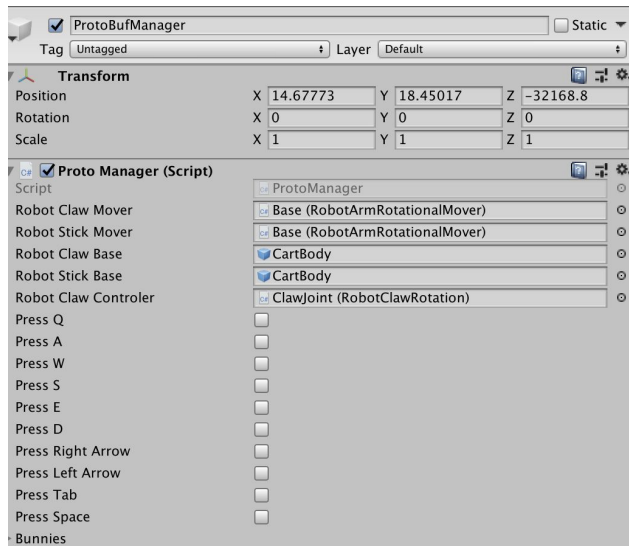 ProtoBufManager Static
Tag Untagged Layer Default
Transform
Position X 14.67773 Y 18.45017 Z -32168.8
Rotation X 0 Y 0 Z 0
Scale X 1 Y 1 Z 1
C# Proto Manager (Script)
Script ProtoManager
Robot Claw Mover Base (RobotArmRotationalMover)
Robot Stick Mover Base (RobotArmRotationalMover)
Robot Claw Base CartBody
Robot Stick Base CartBody
Robot Claw Controler ClawJoint (RobotClawRotation)
Press Q
Press A
Press W
Press S
Press E
Press D
Press Right Arrow
Press Left Arrow
Press Tab
Press Space
Bunnies